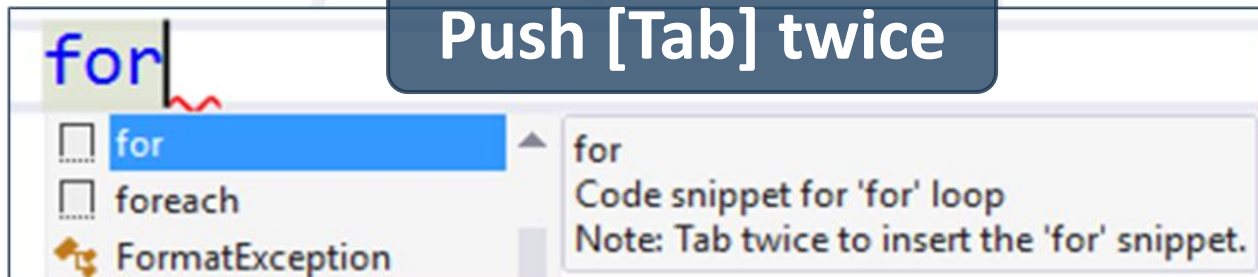 Push [Tab] twice
for
for
foreach
FormatException
for
Code snippet for 'for' loop
Note: Tab twice to insert the 'for' snippet.